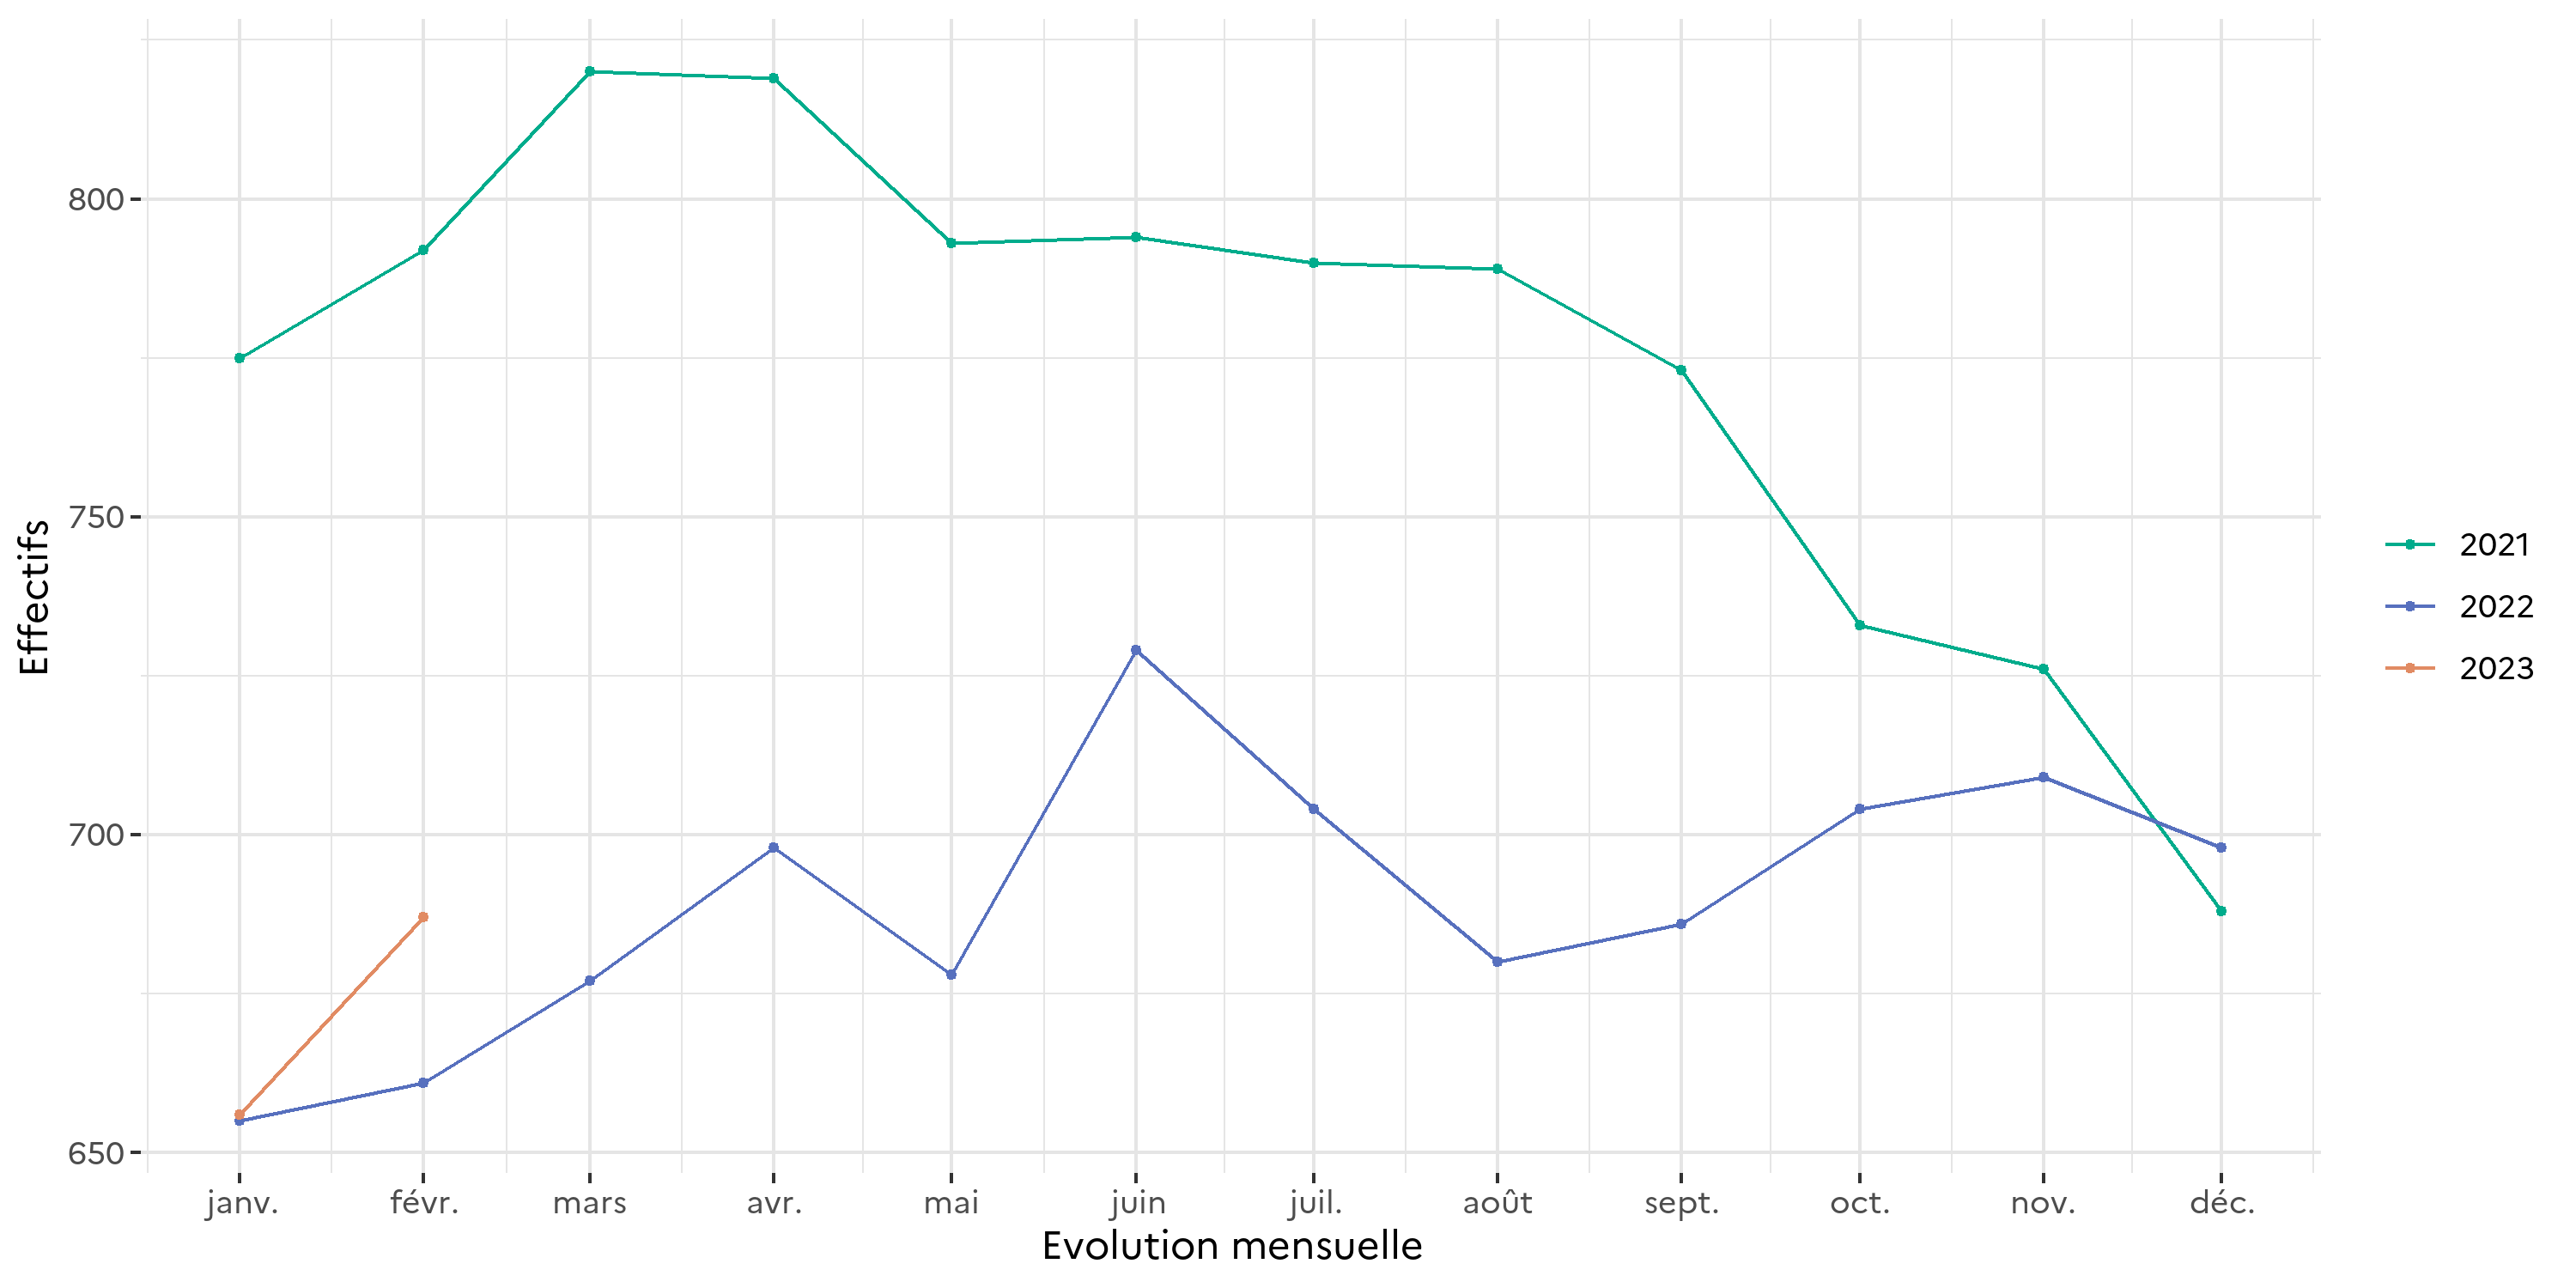 Effectifs
800
750
700
650
janv. févr. mars avr. mai juin juil. août sept. oct. nov. déc.
Evolution mensuelle
2021
2022
2023